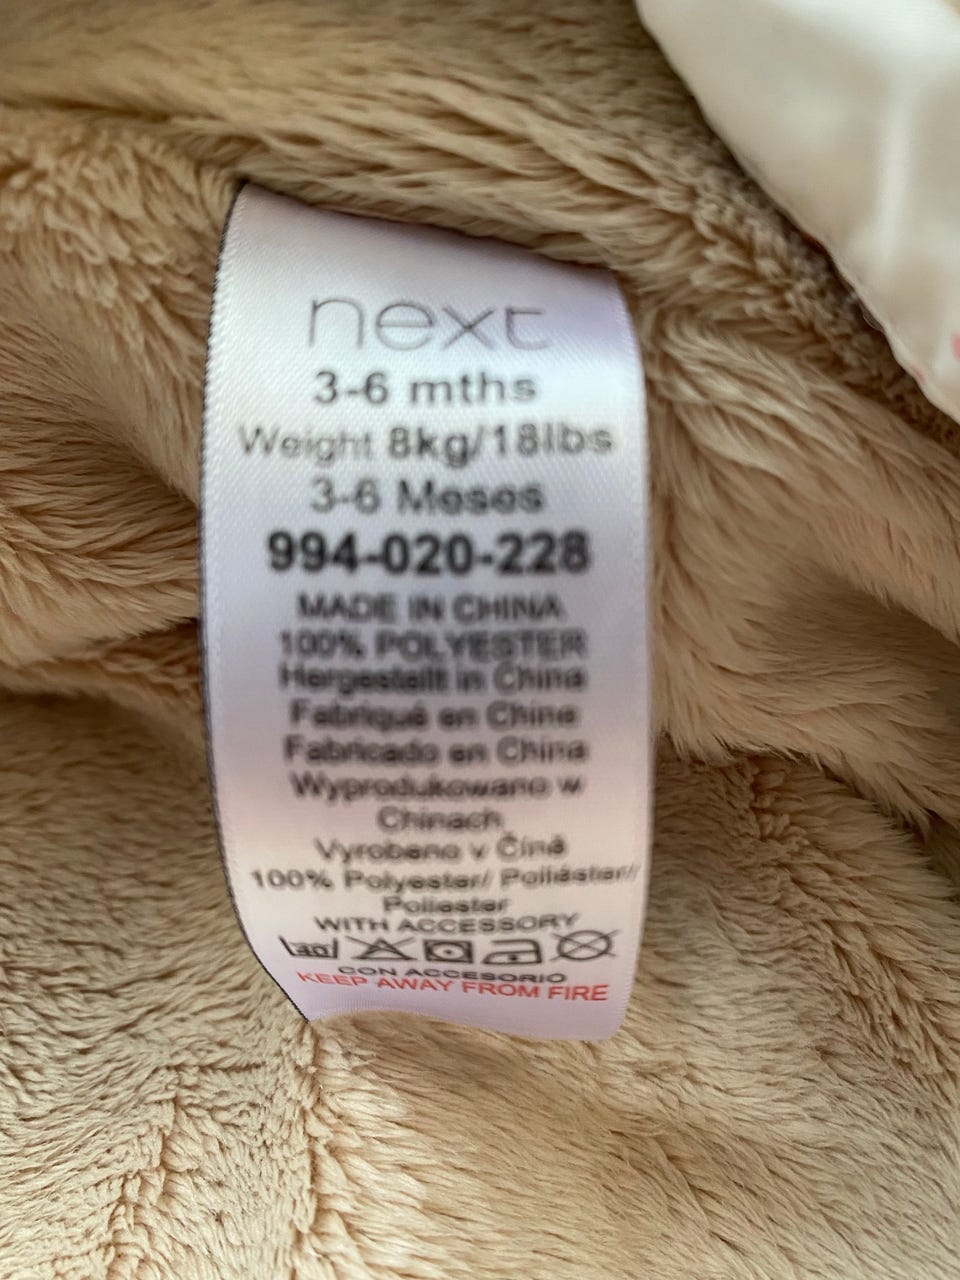 next
3-6 mths
Weight 8kg/18lbs
3-6 Meses
994-020-228
MADE IN CHINA
100% POLYESTER
Hergestellt in China
Fabriqué en Chine
Fabricado en China
Wyprodukowano w
Chinach
Vyrobeno v Číně
100% Polyester/ Poliéster/
Poliester
WITH ACCESSORY
40
CON ACCESORIO
KEEP AWAY FROM FIRE